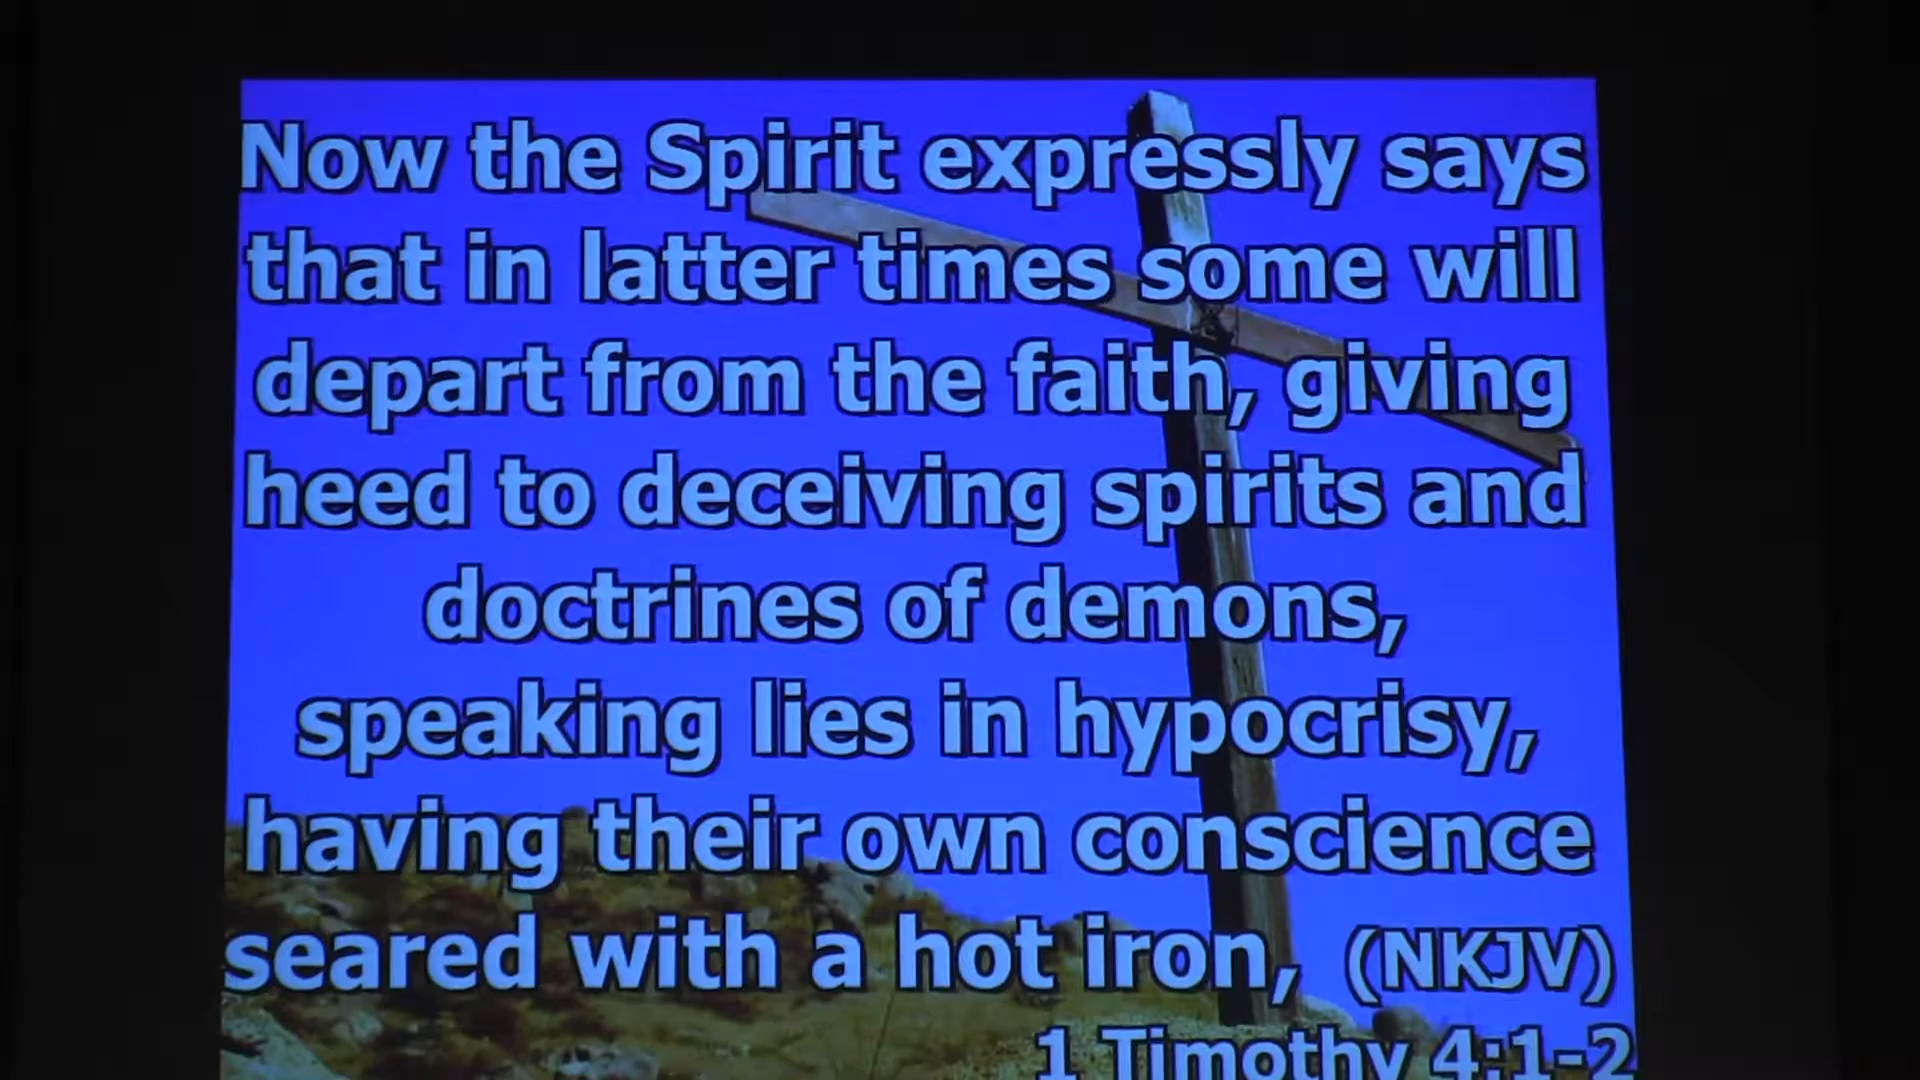 Now the Spirit expressly says
that in latter times some will
depart from the faith, giving
heed to deceiving spirits and
doctrines of demons,
speaking lies in hypocrisy,
having their own conscience
seared with a hot iron, (NKJV)
1 Timothy 4:1-2